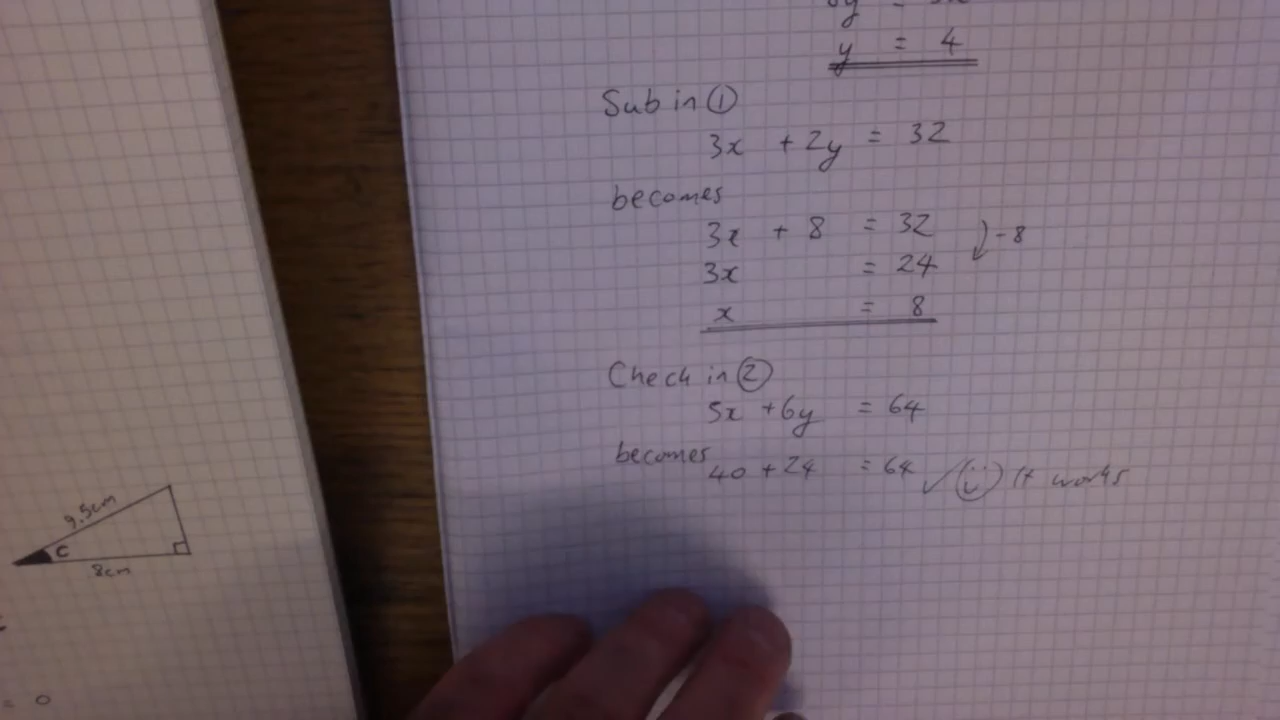 y = 4
Sub in ①
3x + 2y = 32
becomes
3x + 8 = 32 -8
3x = 24
x = 8
Check in ②
5x + 6y = 64
becomes 40 + 24 = 64 ✓ It works
9.5cm
C
8cm
= 0